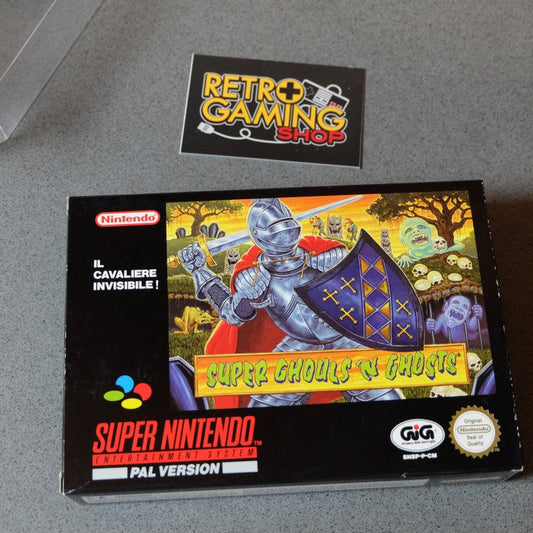 RETRO
GAMING
SHOP
Nintendo
IL
CAVALIERE
INVISIBILE !
SUPER GHOULS 'N GHOSTS
SUPER NINTENDO™
ENTERTAINMENT SYSTEM
PAL VERSION
GiG
SNSP-P-CM
Original
Nintendo
Seal of
Quality